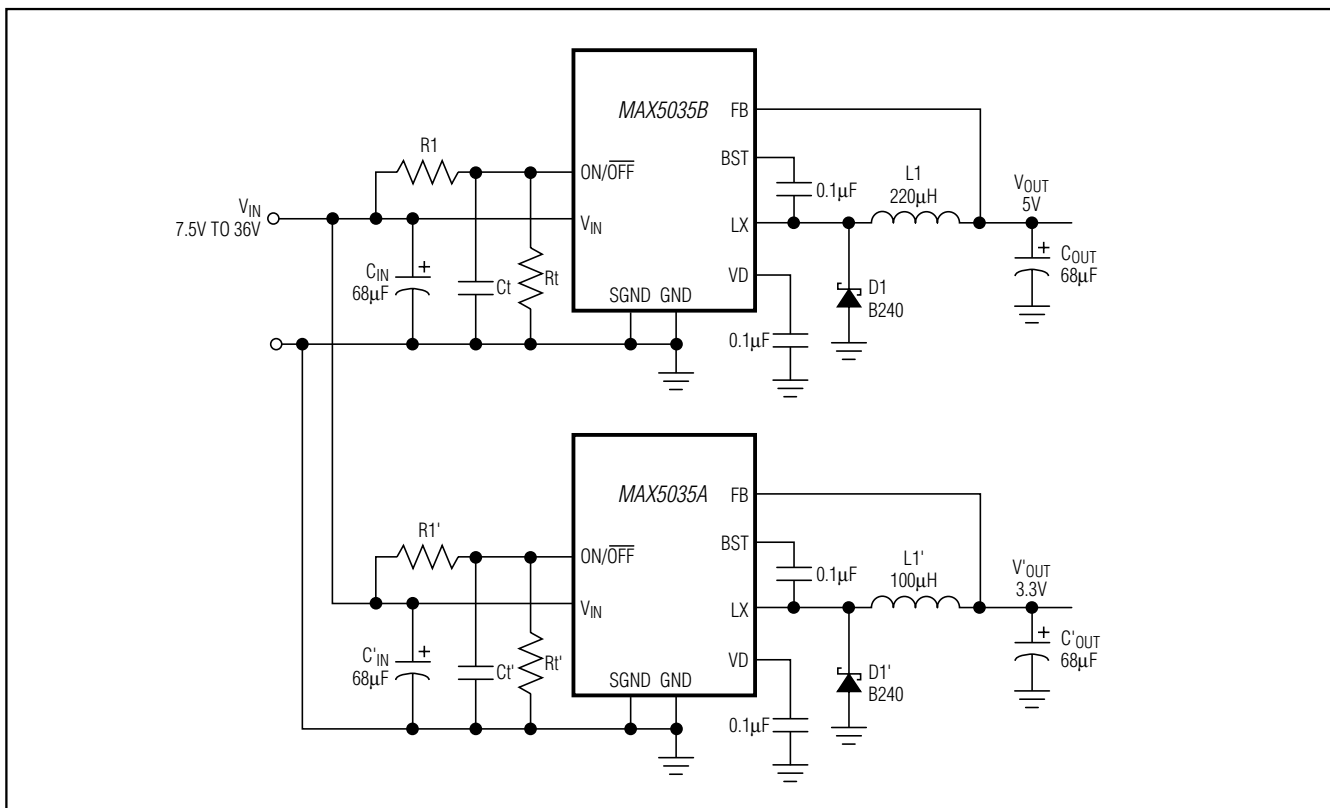 MAX5035B
FB
BST
0.1µF
L1
220µH
VOUT
5V
R1
ON/OFF
VIN
7.5V TO 36V
VIN
LX
CIN
68µF
+
Ct
Rt
VD
SGND GND
0.1µF
D1
B240
+
COUT
68µF
MAX5035A
FB
BST
0.1µF
L1'
100µH
V'OUT
3.3V
R1'
ON/OFF
VIN
LX
C'IN
68µF
+
Ct'
Rt'
VD
SGND GND
0.1µF
D1'
B240
+
C'OUT
68µF